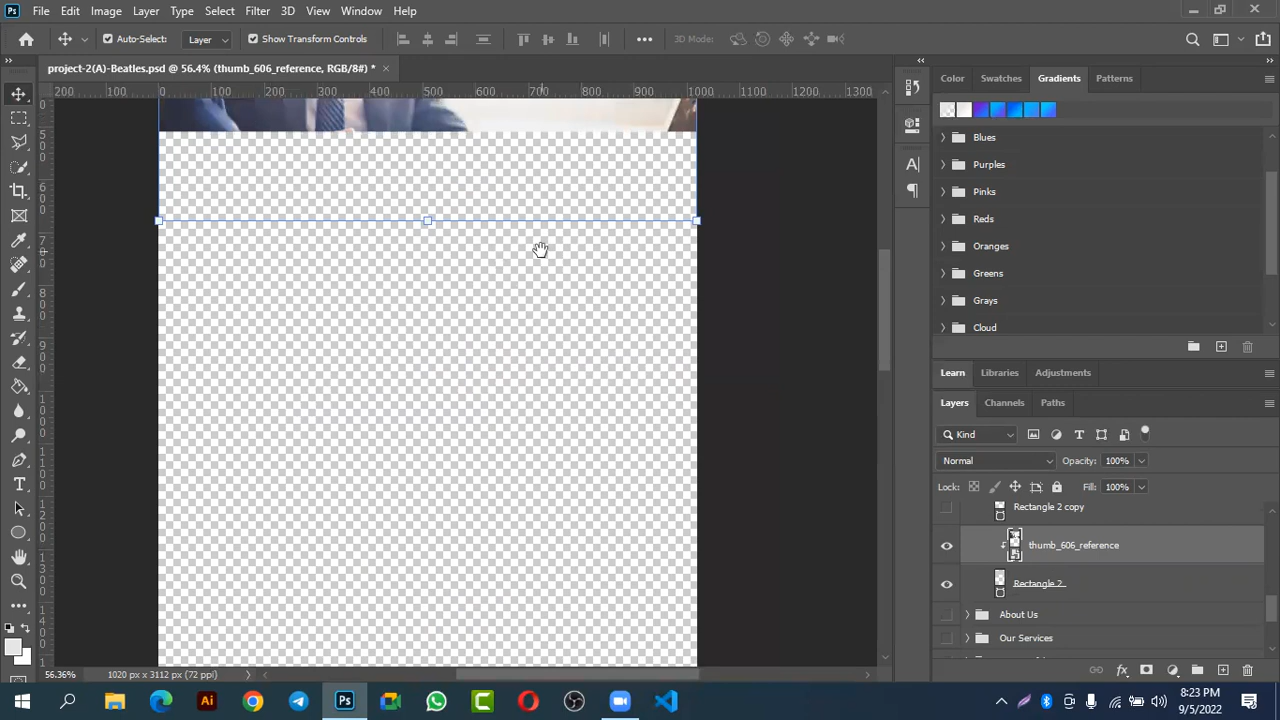 Ps File Edit Image Layer Type Select Filter 3D View Window Help
Auto-Select: Layer Show Transform Controls 3D Mode:
project-2(A)-Beatles.psd @ 56.4% (thumb_606_reference, RGB/8#) * ×
Color Swatches Gradients Patterns
200 100 0 100 200 300 400 500 600 700 800 900 1000 1100 1200 1300
Blues
Purples
Pinks
Reds
Oranges
Greens
Grays
Cloud
Learn Libraries Adjustments
Layers Channels Paths
Kind
Normal Opacity: 100%
Lock: Fill: 100%
Rectangle 2 copy
thumb_606_reference
Rectangle 2
About Us
Our Services
56.36% 1020 px x 3112 px (72 ppi)
5:23 PM
9/5/2022